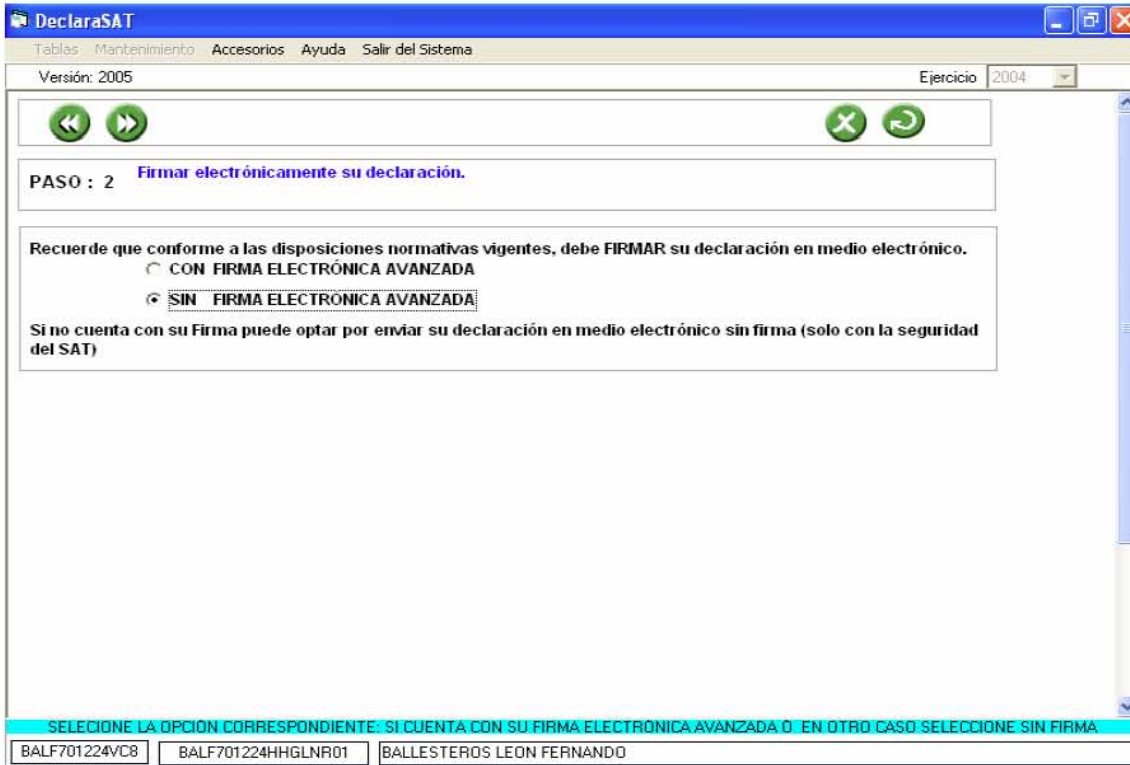 DeclaraSAT
Tablas Mantenimiento Accesorios Ayuda Salir del Sistema
Versión: 2005 Ejercicio 2004
PASO : 2 Firmar electrónicamente su declaración.
Recuerde que conforme a las disposiciones normativas vigentes, debe FIRMAR su declaración en medio electrónico.
CON FIRMA ELECTRÓNICA AVANZADA
SIN FIRMA ELECTRÓNICA AVANZADA
Si no cuenta con su Firma puede optar por enviar su declaración en medio electrónico sin firma (solo con la seguridad
del SAT)
SELECIONE LA OPCIÓN CORRESPONDIENTE: SI CUENTA CON SU FIRMA ELECTRÓNICA AVANZADA O EN OTRO CASO SELECCIONE SIN FIRMA
BALF701224VC8 BALF701224HHGLNR01 BALLESTEROS LEON FERNANDO